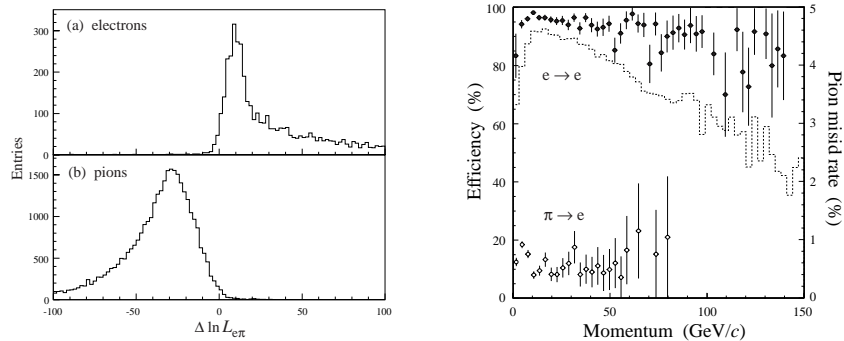 (a) electrons
300
200
100
0
Entries
(b) pions
1500
1000
500
0
-100 -50 0 50 100
Δ ln L eπ
100
80
60
40
20
0
Efficiency (%)
e → e
π → e
5
4
3
2
1
0
Pion misid rate (%)
0 50 100 150
Momentum (GeV/c)